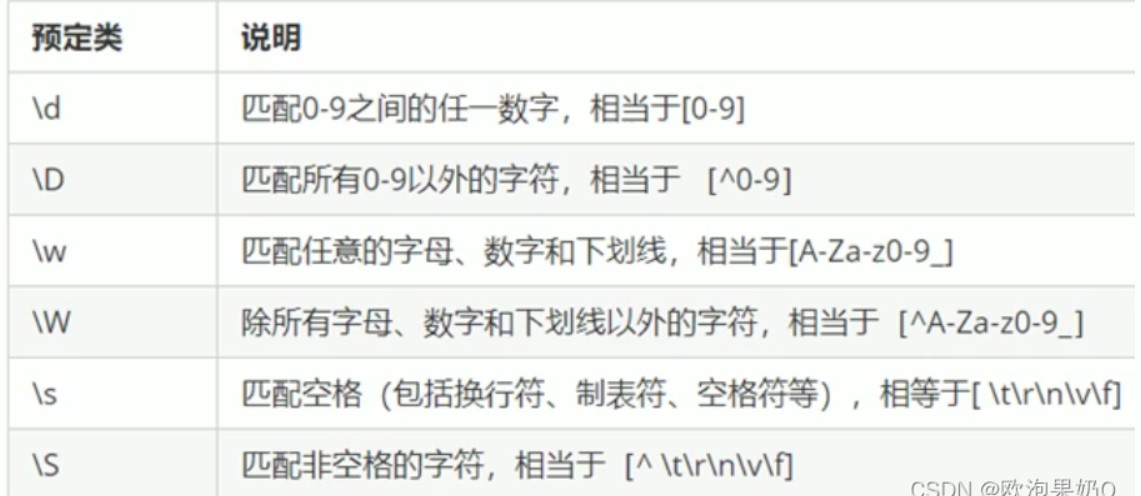 预定类 说明
\d 匹配0-9之间的任一数字，相当于[0-9]
\D 匹配所有0-9以外的字符，相当于 [^0-9]
\w 匹配任意的字母、数字和下划线，相当于[A-Za-z0-9_]
\W 除所有字母、数字和下划线以外的字符，相当于 [^A-Za-z0-9_]
\s 匹配空格（包括换行符、制表符、空格符等），相等于[ \t\r\n\v\f]
\S 匹配非空格的字符，相当于 [^ \t\r\n\v\f]
CSDN @欧泡果奶Q